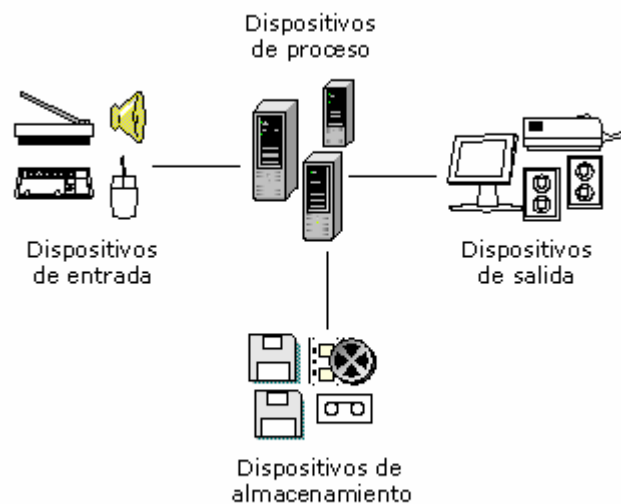 Dispositivos
de proceso
Dispositivos
de entrada
Dispositivos
de salida
Dispositivos de
almacenamiento